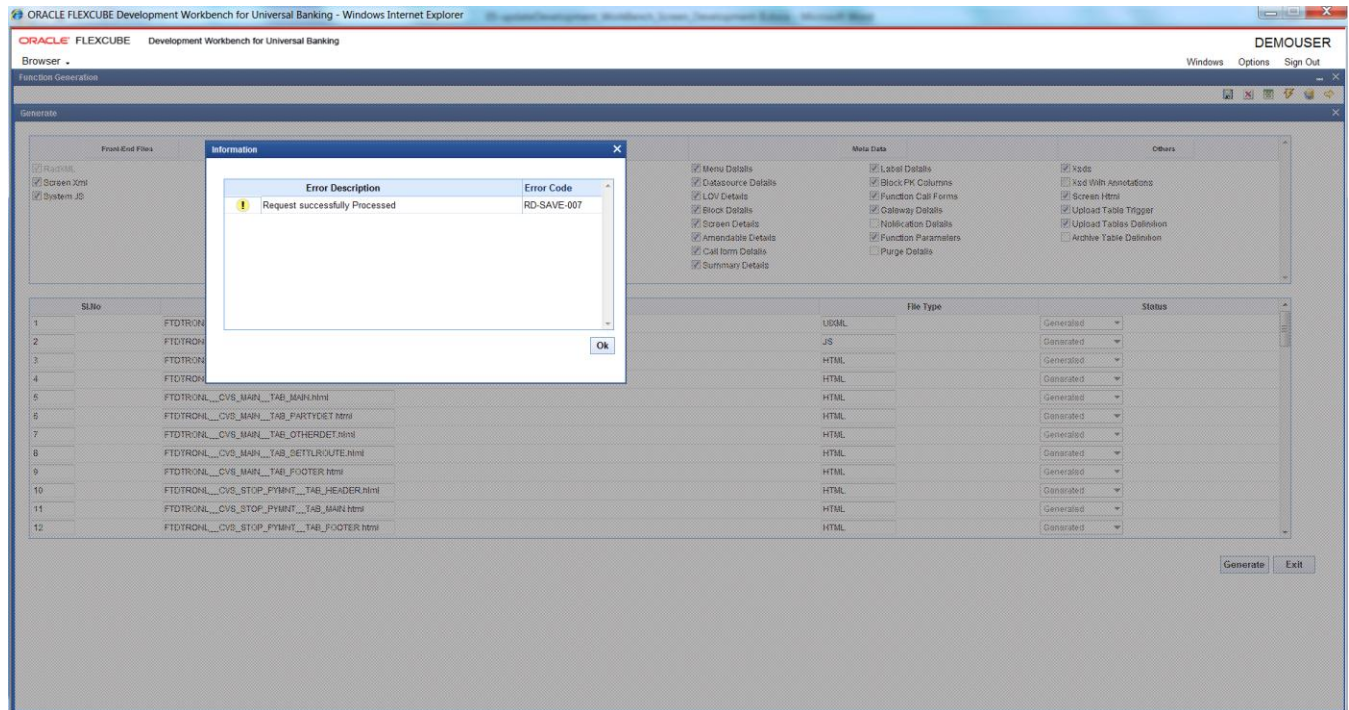 ORACLE FLEXCUBE Development Workbench for Universal Banking - Windows Internet Explorer
ORACLE FLEXCUBE Development Workbench for Universal Banking DEMOUSER
Browser Windows Options Sign Out
Function Generation
Generate
Front-End Files Meta Data Others
RadXML Menu Details Label Details Xsds
Screen Xml Datasource Details Block PK Columns Xsd With Annotations
System JS LOV Details Function Call Forms Screen Html
Block Details Gateway Details Upload Table Trigger
Screen Details Notification Details Upload Tables Definition
Amendable Details Function Parameters Archive Table Definition
Call form Details Purge Details
Summary Details
Information
Error Description Error Code
Request successfully Processed RD-SAVE-007
Ok
Sl.No File Type Status
1 FTDTRON UIXML Generated
2 FTDTRON JS Generated
3 FTDTRON HTML Generated
4 FTDTRON HTML Generated
5 FTDTRONL__CVS_MAIN__TAB_MAIN.html HTML Generated
6 FTDTRONL__CVS_MAIN__TAB_PARTYDET.html HTML Generated
7 FTDTRONL__CVS_MAIN__TAB_OTHERDET.html HTML Generated
8 FTDTRONL__CVS_MAIN__TAB_SETTLROUTE.html HTML Generated
9 FTDTRONL__CVS_MAIN__TAB_FOOTER.html HTML Generated
10 FTDTRONL__CVS_STOP_PYMNT__TAB_HEADER.html HTML Generated
11 FTDTRONL__CVS_STOP_PYMNT__TAB_MAIN.html HTML Generated
12 FTDTRONL__CVS_STOP_PYMNT__TAB_FOOTER.html HTML Generated
Generate Exit